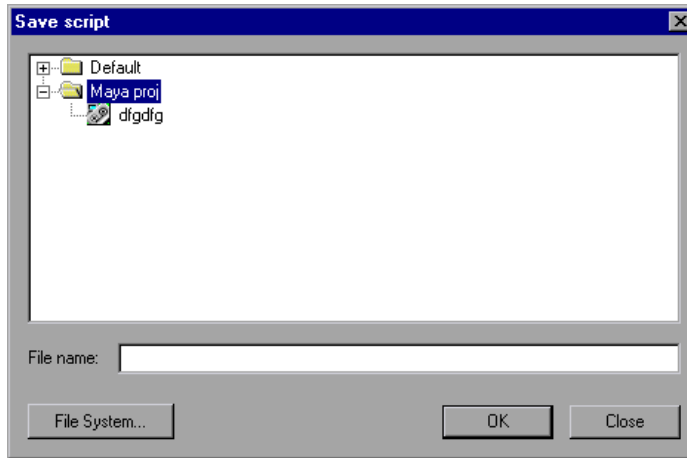 Save script
Default
Maya proj
dfgdfg
File name:
File System...
OK
Close